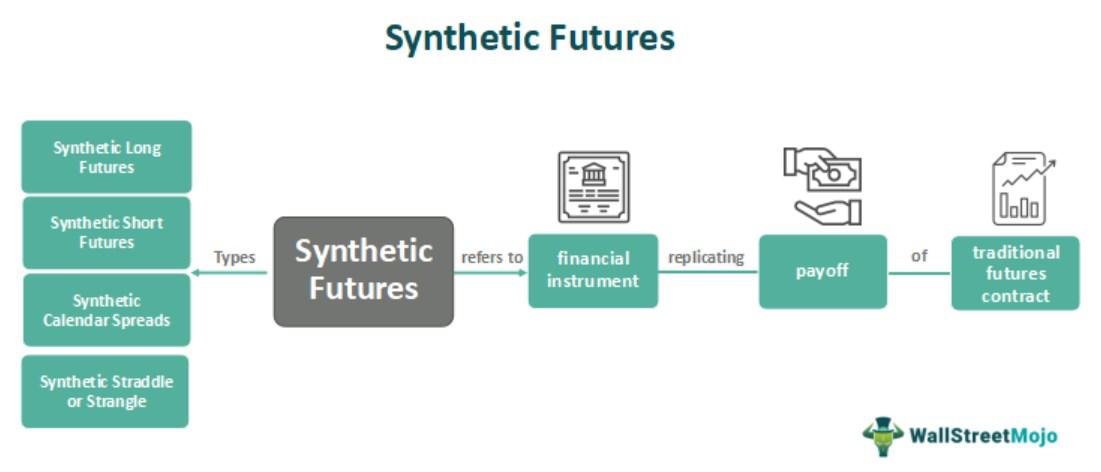 Synthetic Futures
Synthetic Long
Futures
Synthetic Short
Futures
Synthetic
Calendar Spreads
Synthetic Straddle
or Strangle
Types
Synthetic
Futures
refers to
financial
instrument
replicating
payoff
of
traditional
futures
contract
WallStreetMojo